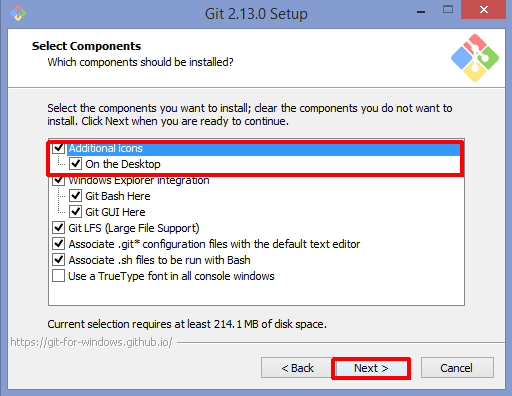 Git 2.13.0 Setup
Select Components
Which components should be installed?
Select the components you want to install; clear the components you do not want to
install. Click Next when you are ready to continue.
Additional icons
On the Desktop
Windows Explorer integration
Git Bash Here
Git GUI Here
Git LFS (Large File Support)
Associate .git* configuration files with the default text editor
Associate .sh files to be run with Bash
Use a TrueType font in all console windows
Current selection requires at least 214.1 MB of disk space.
https://git-for-windows.github.io/
< Back
Next >
Cancel